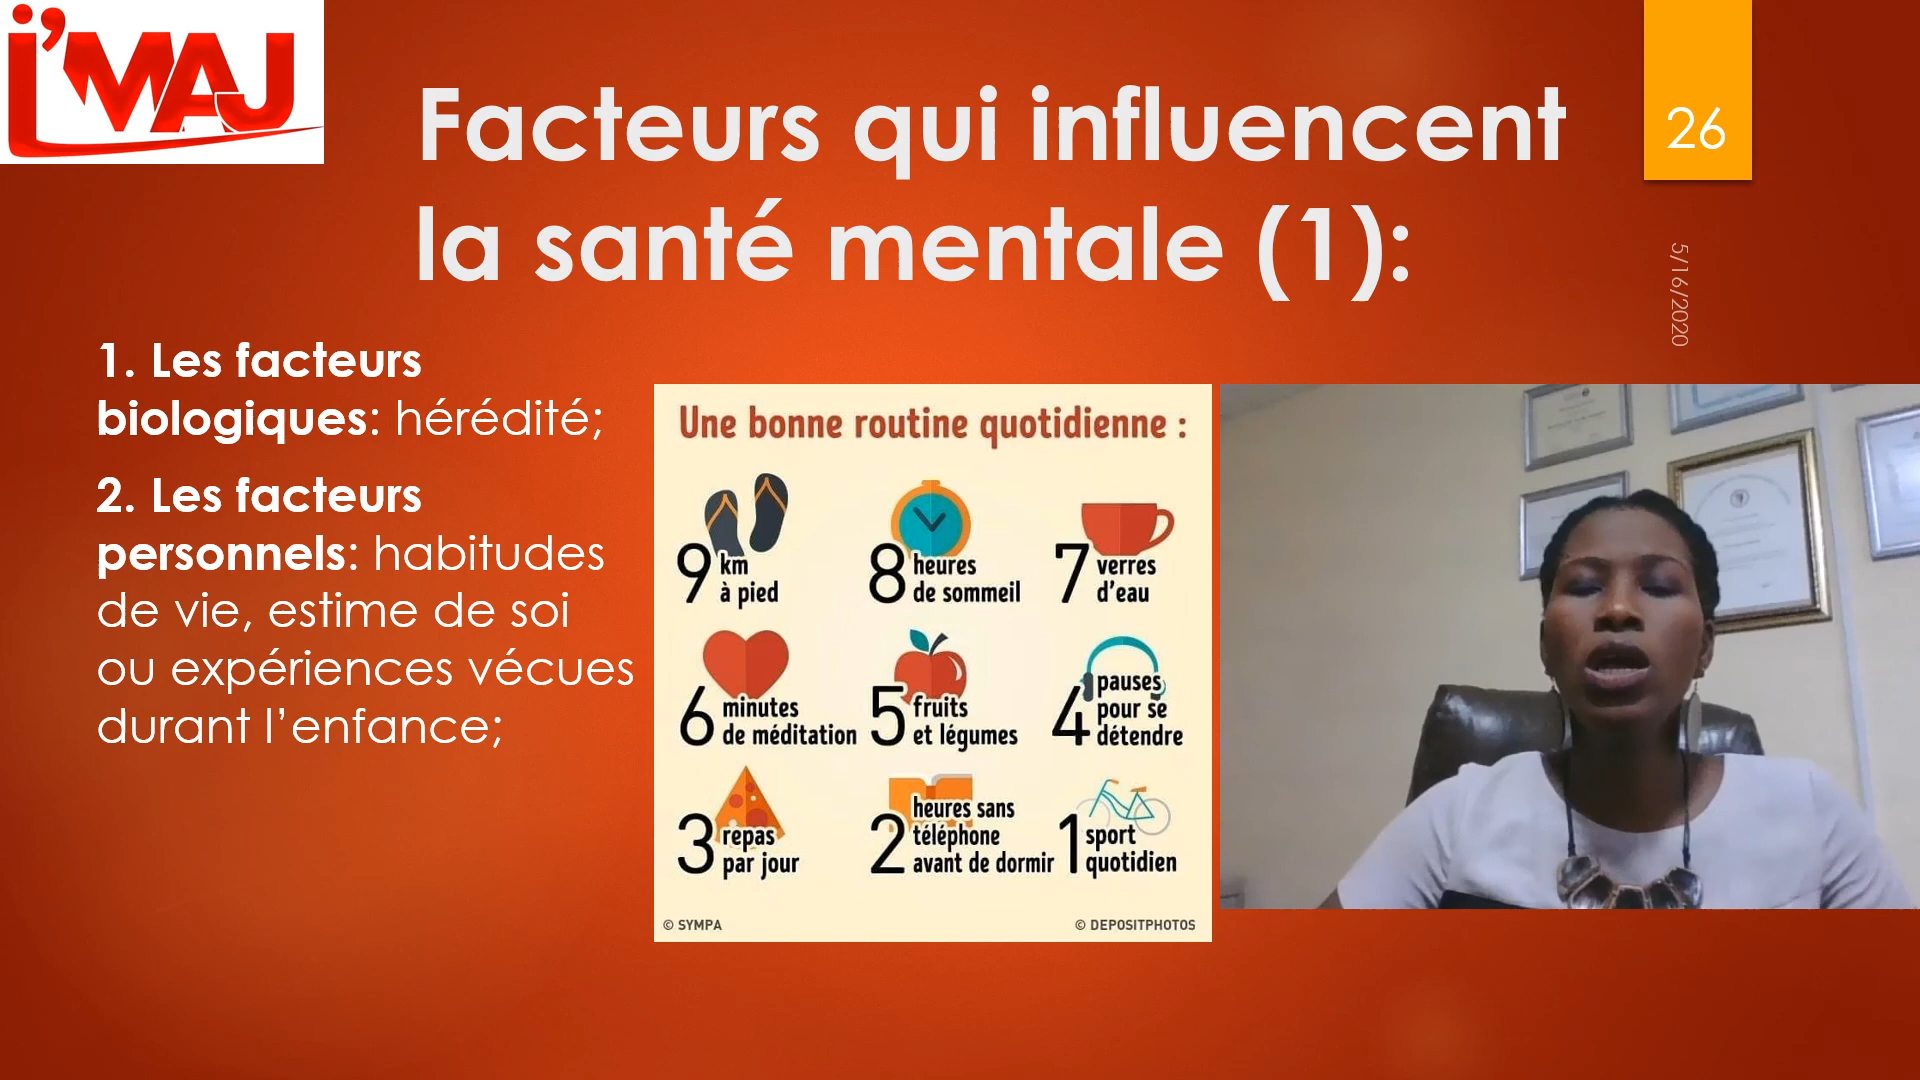 i'MAJ
Facteurs qui influencent
la santé mentale (1):
26
5/16/2020
1. Les facteurs
biologiques: hérédité;
2. Les facteurs
personnels: habitudes
de vie, estime de soi
ou expériences vécues
durant l’enfance;
Une bonne routine quotidienne :
9 km
à pied
8 heures
de sommeil
7 verres
d’eau
6 minutes
de méditation
5 fruits
et légumes
4 pauses
pour se
détendre
3 repas
par jour
2 heures sans
téléphone
avant de dormir
1 sport
quotidien
© SYMPA
© DEPOSITPHOTOS